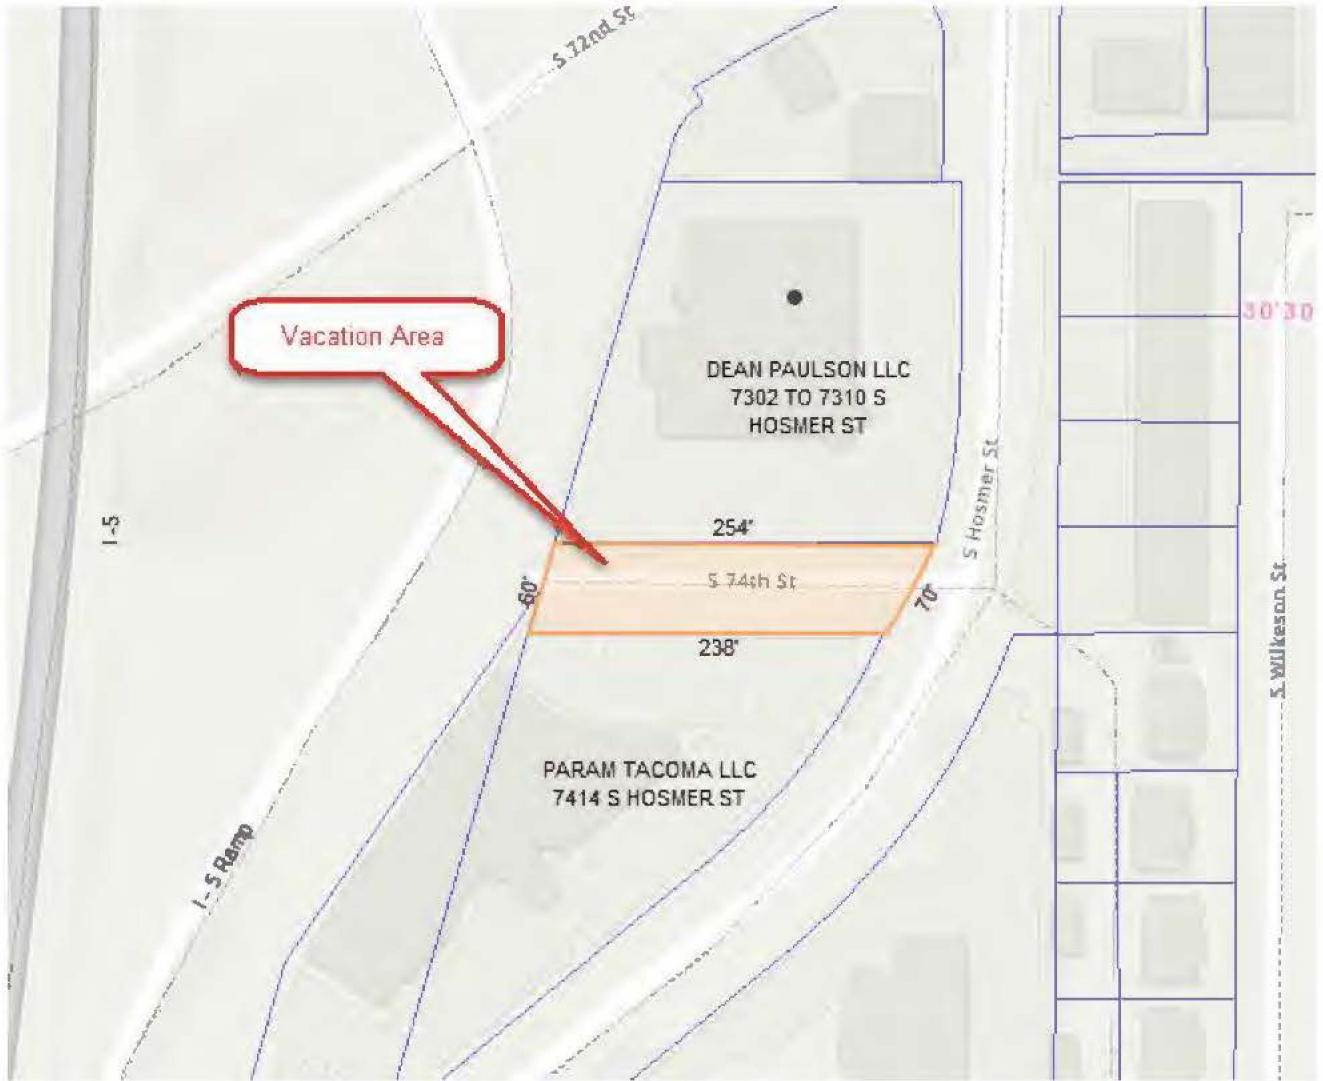 S 72nd St
Vacation Area
30'30
DEAN PAULSON LLC
7302 TO 7310 S
HOSMER ST
S Hosmer St
I-5
254'
S 74th St
60'
70'
238'
S Wilkeson St
PARAM TACOMA LLC
7414 S HOSMER ST
I - 5 Ramp